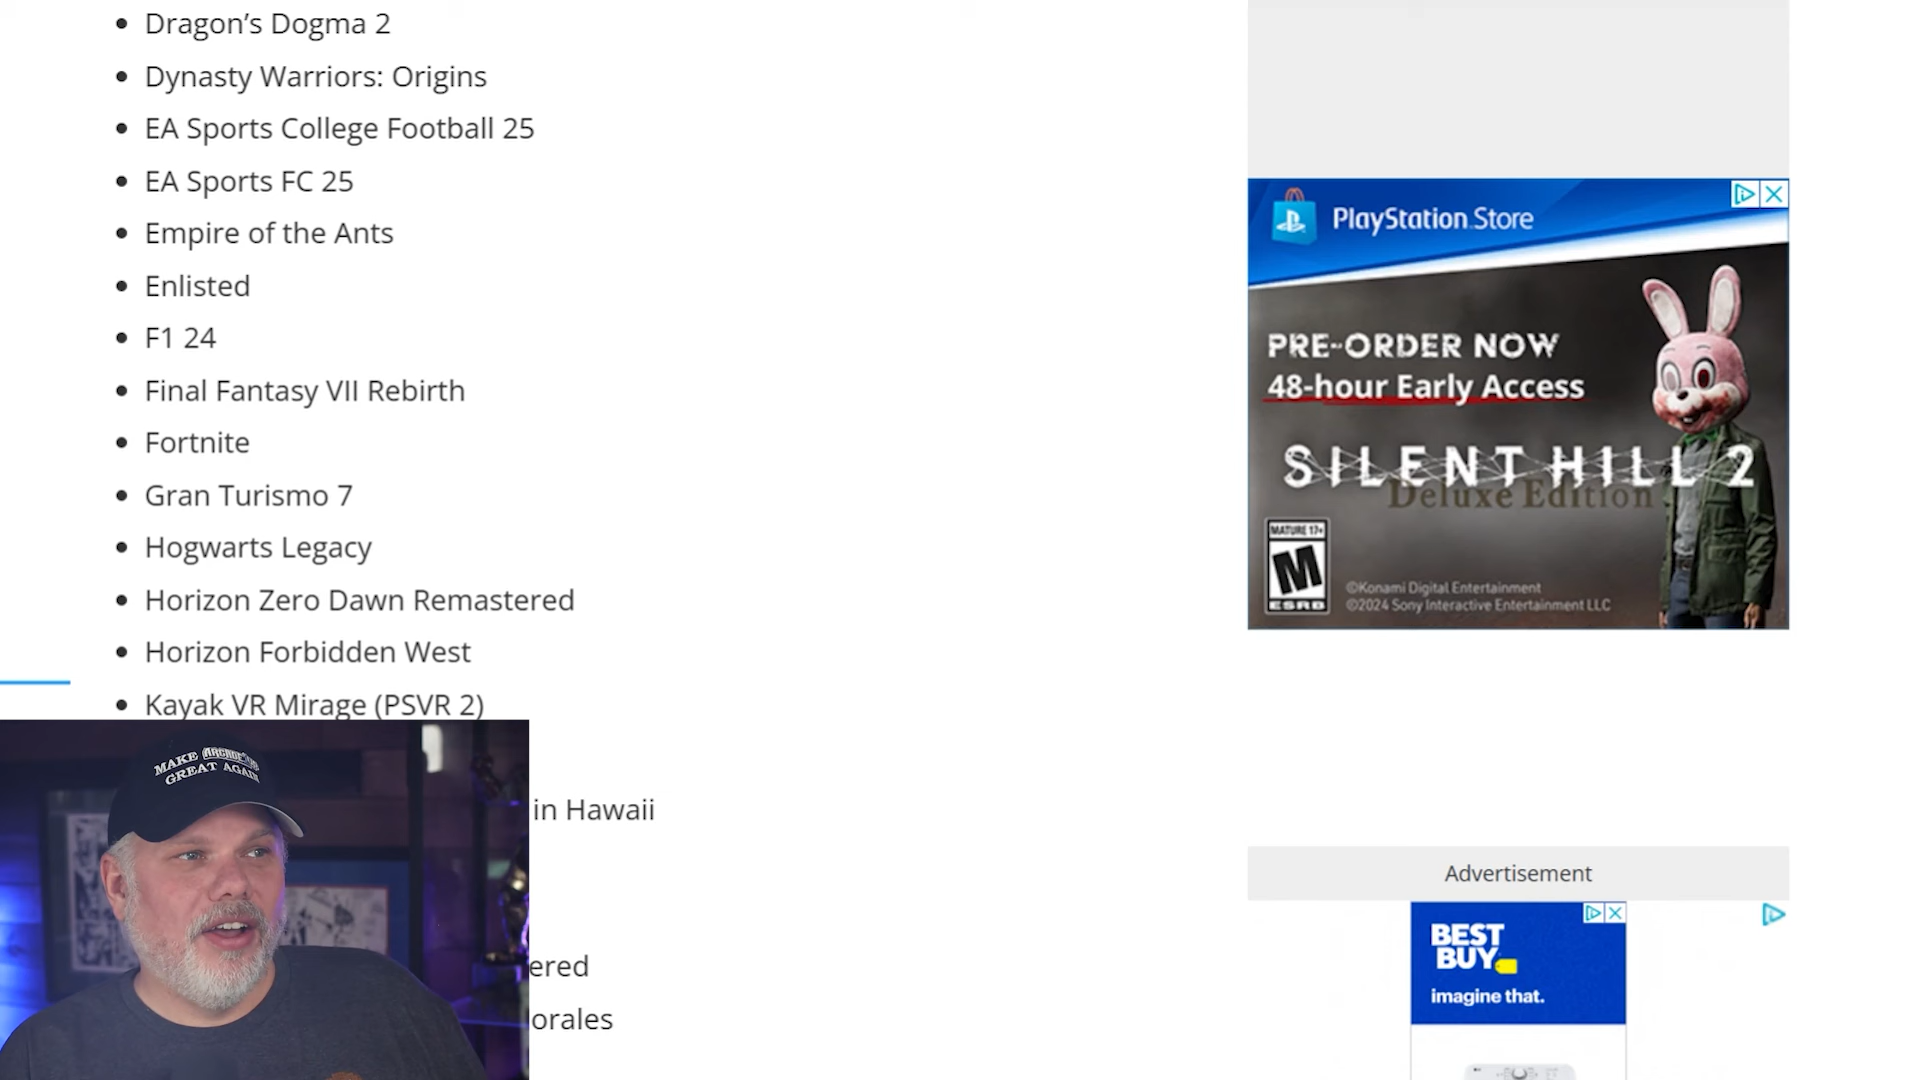 Dragon’s Dogma 2
Dynasty Warriors: Origins
EA Sports College Football 25
EA Sports FC 25
Empire of the Ants
Enlisted
F1 24
Final Fantasy VII Rebirth
Fortnite
Gran Turismo 7
Hogwarts Legacy
Horizon Zero Dawn Remastered
Horizon Forbidden West
Kayak VR Mirage (PSVR 2)
in Hawaii
ered
orales
MAKE ARCADE
GREAT AGAIN
PlayStation Store
PRE-ORDER NOW
48-hour Early Access
SILENT HILL 2
Deluxe Edition
MATURE 17+
M
ESRB
©Konami Digital Entertainment
©2024 Sony Interactive Entertainment LLC
Advertisement
BEST
BUY
imagine that.